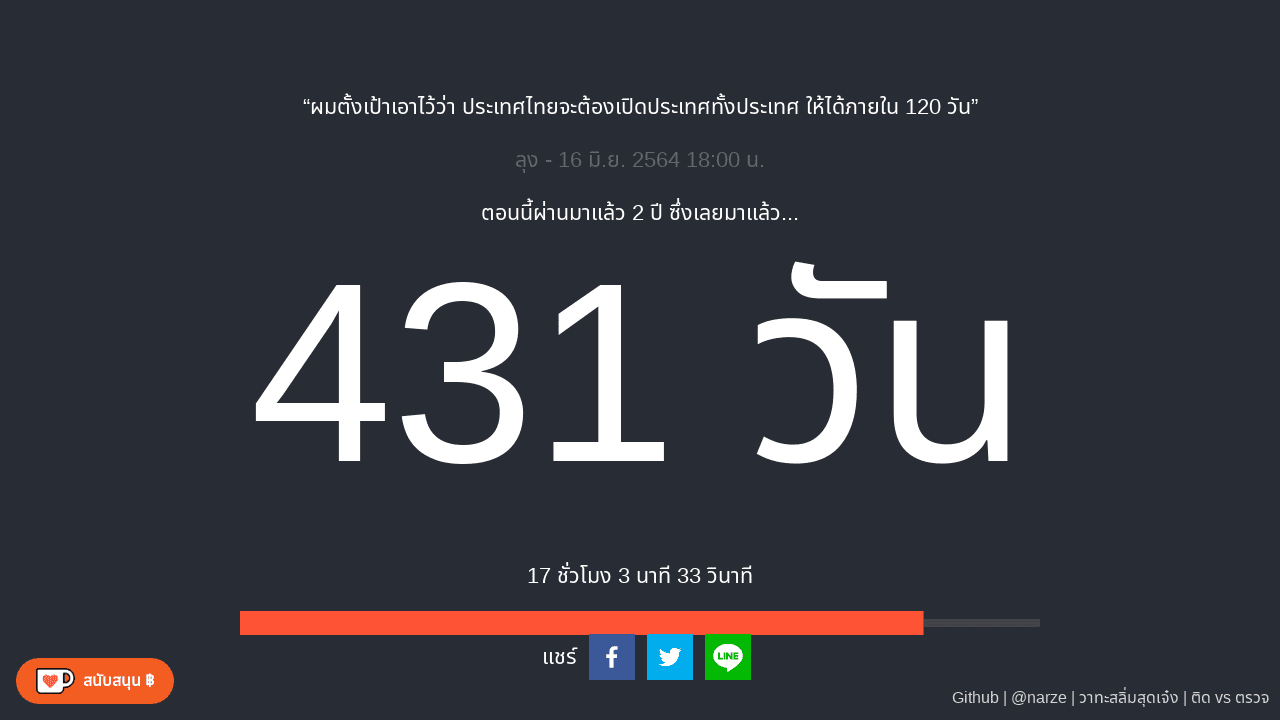 “ผมตั้งเป้าเอาไว้ว่า ประเทศไทยจะต้องเปิดประเทศทั้งประเทศ ให้ได้ภายใน 120 วัน”
ลุง - 16 มิ.ย. 2564 18:00 น.
ตอนนี้ผ่านมาแล้ว 2 ปี ซึ่งเลยมาแล้ว...
431 วัน
17 ชั่วโมง 3 นาที 33 วินาที
แชร์
LINE
สนับสนุน ฿
Github | @narze | วาทะสลิ่มสุดเจ๋ง | ติด vs ตรวจ